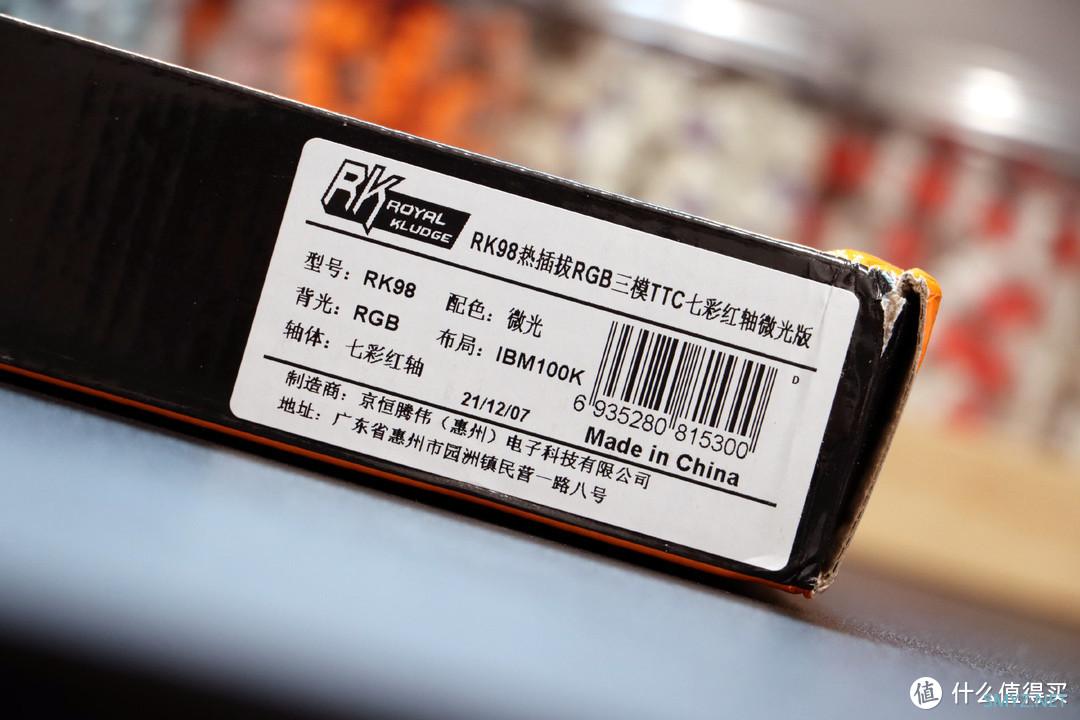 RK ROYAL
KLUDGE
RK98热插拔RGB三模TTC七彩红轴微光版
型号：RK98
配色：微光
背光：RGB
布局：IBM100K
轴体：七彩红轴
21/12/07
6 935280 815300
D
Made in China
制造商：京恒腾伟（惠州）电子科技有限公司
地址：广东省惠州市园洲镇民营一路八号
值 什么值得买
SMYZ.NET